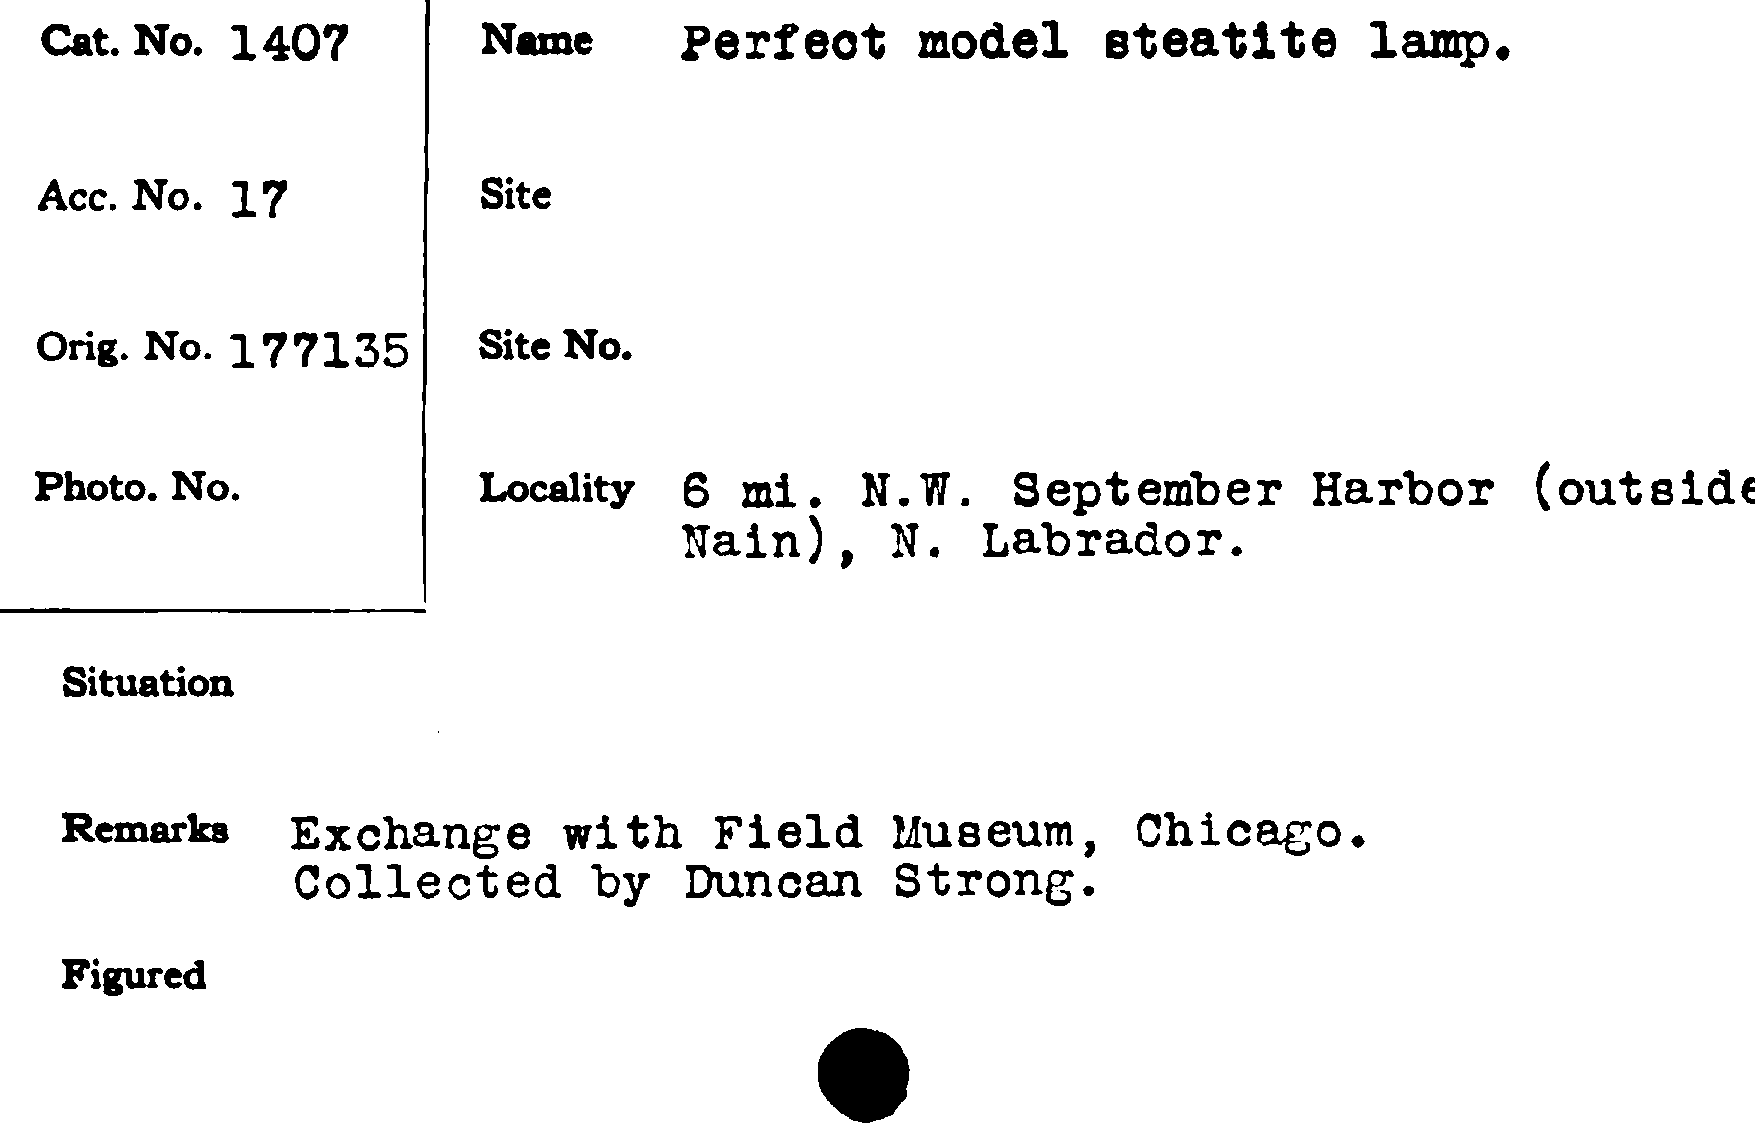 Cat. No. 1407 Name Perfect model steatite lamp.
Acc. No. 17 Site
Orig. No. 177135 Site No.
Photo. No. Locality 6 mi. N.W. September Harbor (outside
Nain), N. Labrador.
Situation
Remarks Exchange with Field Museum, Chicago.
Collected by Duncan Strong.
Figured